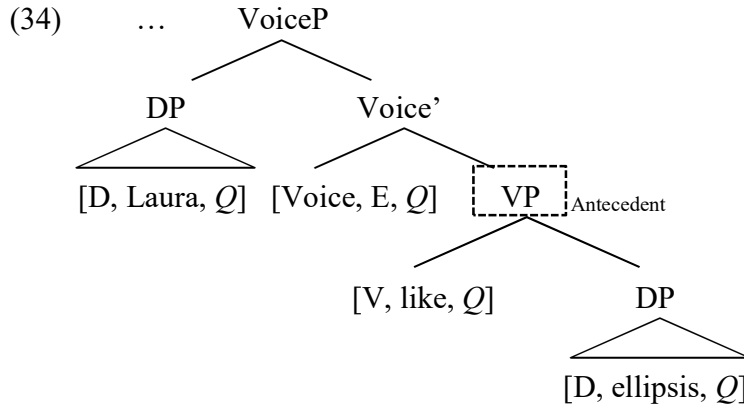 (34) … VoiceP
DP Voice’
[D, Laura, Q] [Voice, E, Q] VP Antecedent
[V, like, Q] DP
[D, ellipsis, Q]